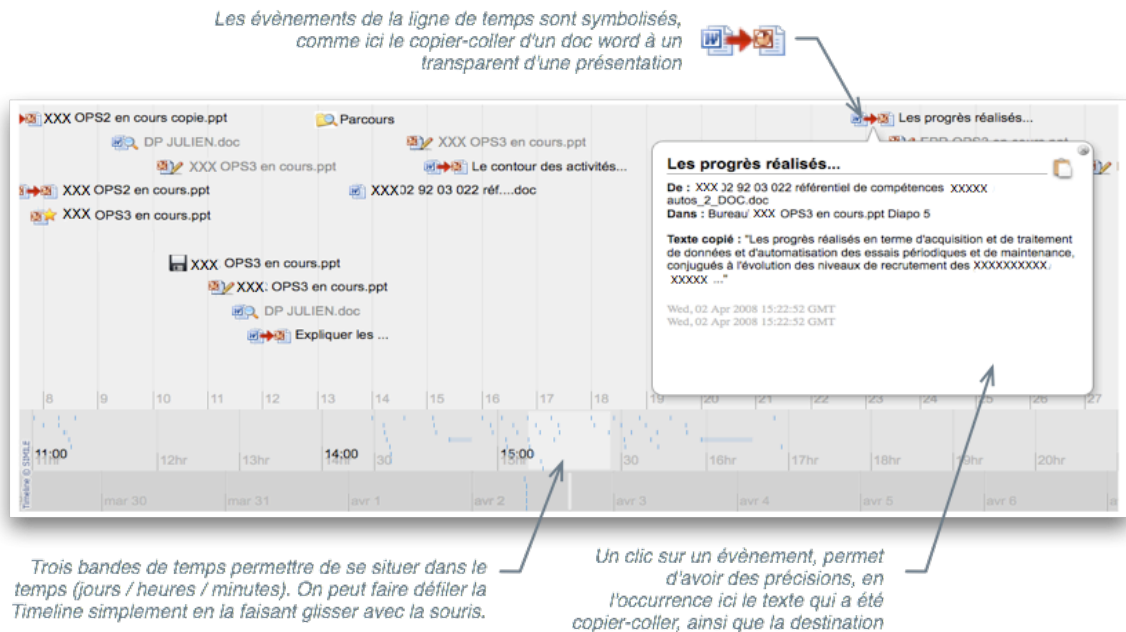 Les évènements de la ligne de temps sont symbolisés,
comme ici le copier-coller d'un doc word à un
transparent d'une présentation
XXX OPS2 en cours copie.ppt
Parcours
Les progrès réalisés...
DP JULIEN.doc
XXX OPS3 en cours.ppt
XXX OPS3 en cours.ppt
Le contour des activités...
XXX OPS2 en cours.ppt
XXX 02 92 03 022 réf....doc
XXX OPS3 en cours.ppt
XXX OPS3 en cours.ppt
XXX: OPS3 en cours.ppt
DP JULIEN.doc
Expliquer les ...
Les progrès réalisés...
De : XXX 02 92 03 022 référentiel de compétences XXXXX
autos_2_DOC.doc
Dans : Bureau/ XXX OPS3 en cours.ppt Diapo 5
Texte copié : "Les progrès réalisés en terme d'acquisition et de traitement
de données et d'automatisation des essais périodiques et de maintenance,
conjugués à l'évolution des niveaux de recrutement des XXXXXXXXXX
XXXXX ..."
Wed, 02 Apr 2008 15:22:52 GMT
Wed, 02 Apr 2008 15:22:52 GMT
8 9 10 11 12 13 14 15 16 17 18 19 20 21 22 23 24 25 26 27
11:00 14:00 15:00
12hr 13hr 30 30 16hr 17hr 18hr 19hr 20hr
Timeline © SIMILE
mar 30 mar 31 avr 1 avr 2 avr 3 avr 4 avr 5 avr 6
Trois bandes de temps permettre de se situer dans le
temps (jours / heures / minutes). On peut faire défiler la
Timeline simplement en la faisant glisser avec la souris.
Un clic sur un évènement, permet
d'avoir des précisions, en
l'occurrence ici le texte qui a été
copier-coller, ainsi que la destination